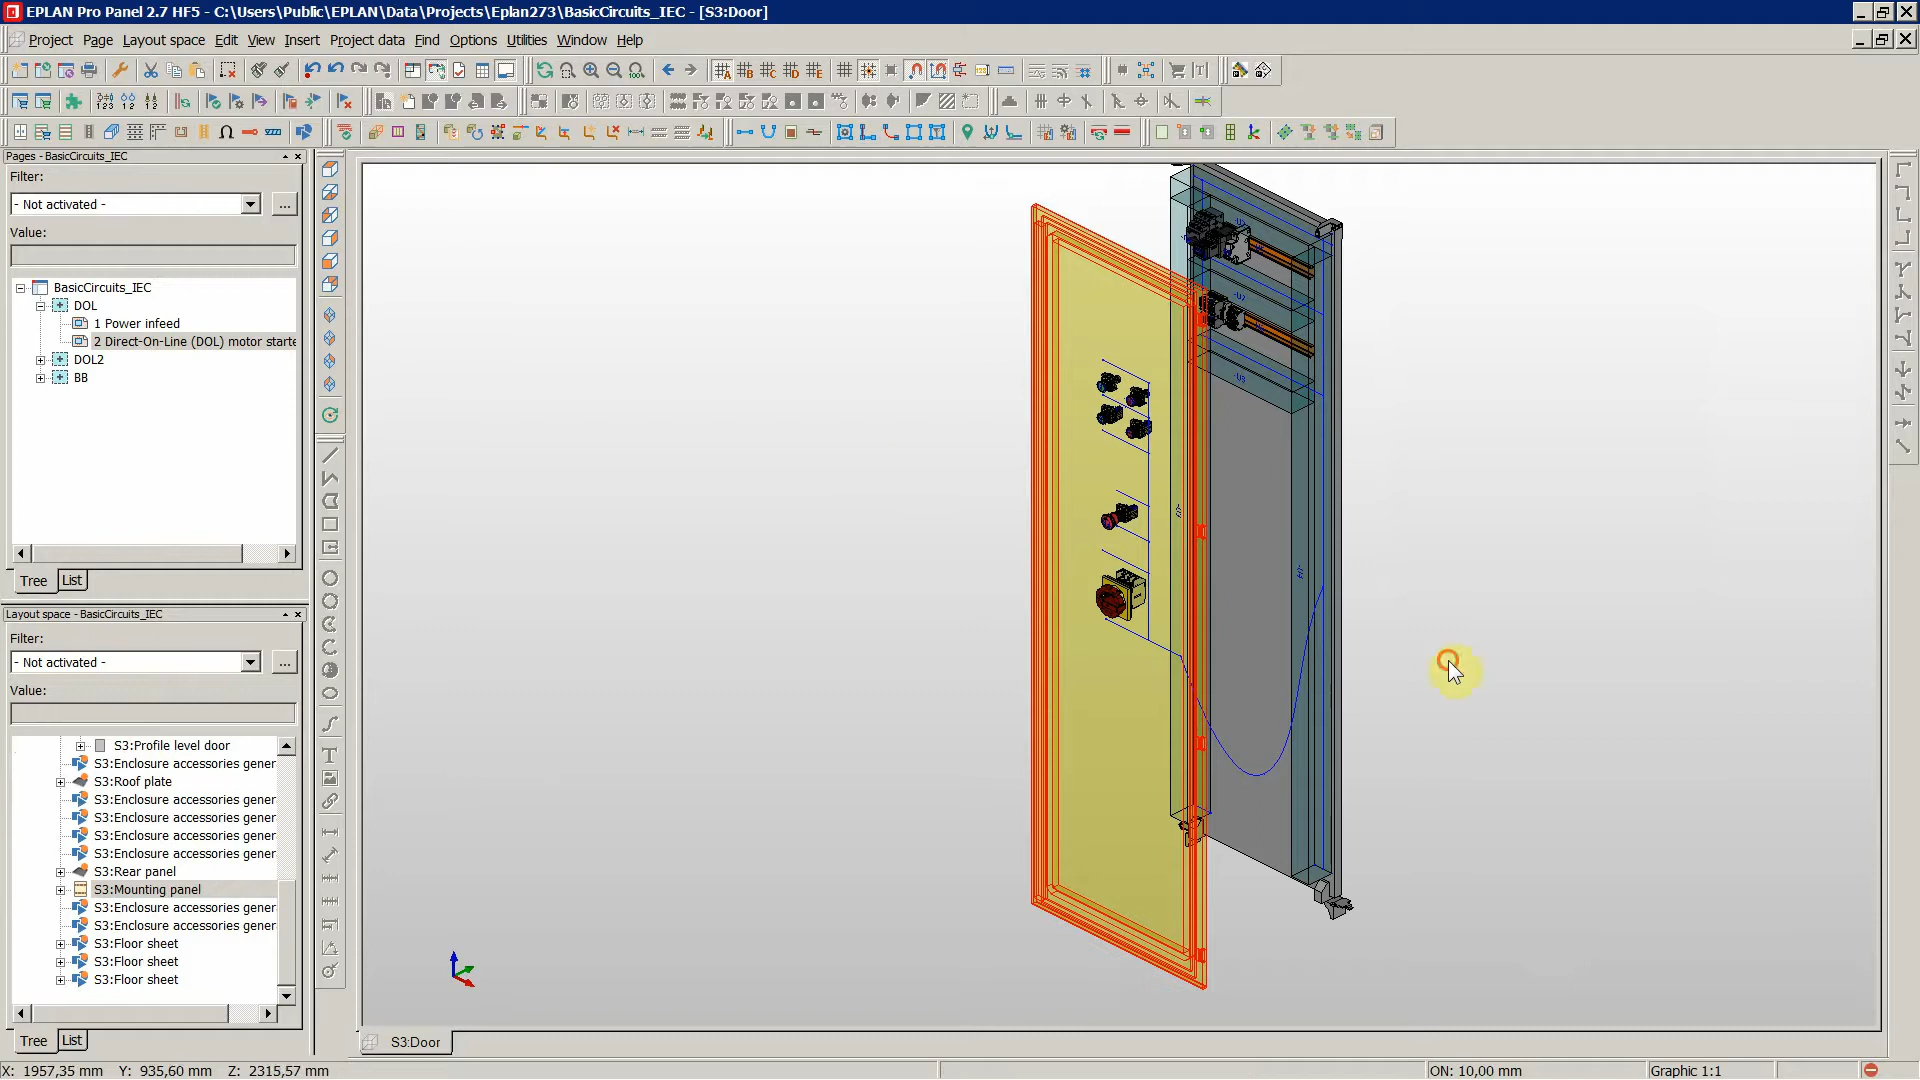 EPLAN Pro Panel 2.7 HF5 - C:\Users\Public\EPLAN\Data\Projects\Eplan273\BasicCircuits_IEC - [S3:Door]
Project Page Layout space Edit View Insert Project data Find Options Utilities Window Help
Pages - BasicCircuits_IEC
Filter:
- Not activated -
...
Value:
BasicCircuits_IEC
DOL
1 Power infeed
2 Direct-On-Line (DOL) motor starte
DOL2
BB
Tree List
Layout space - BasicCircuits_IEC
Filter:
- Not activated -
...
Value:
S3:Profile level door
S3:Enclosure accessories gener
S3:Roof plate
S3:Enclosure accessories gener
S3:Enclosure accessories gener
S3:Enclosure accessories gener
S3:Enclosure accessories gener
S3:Rear panel
S3:Mounting panel
S3:Enclosure accessories gener
S3:Enclosure accessories gener
S3:Floor sheet
S3:Floor sheet
S3:Floor sheet
Tree List
S3:Door
X: 1957,35 mm Y: 935,60 mm Z: 2315,57 mm
ON: 10,00 mm
Graphic 1:1